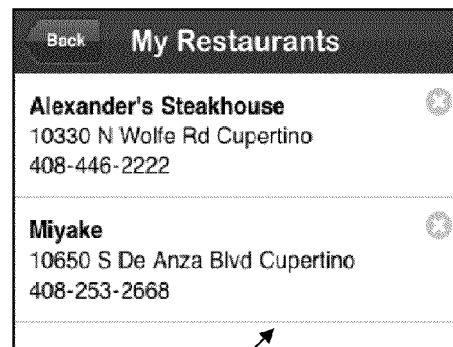 Back
My Restaurants
Alexander's Steakhouse
10330 N Wolfe Rd Cupertino
408-446-2222
Miyake
10650 S De Anza Blvd Cupertino
408-253-2668